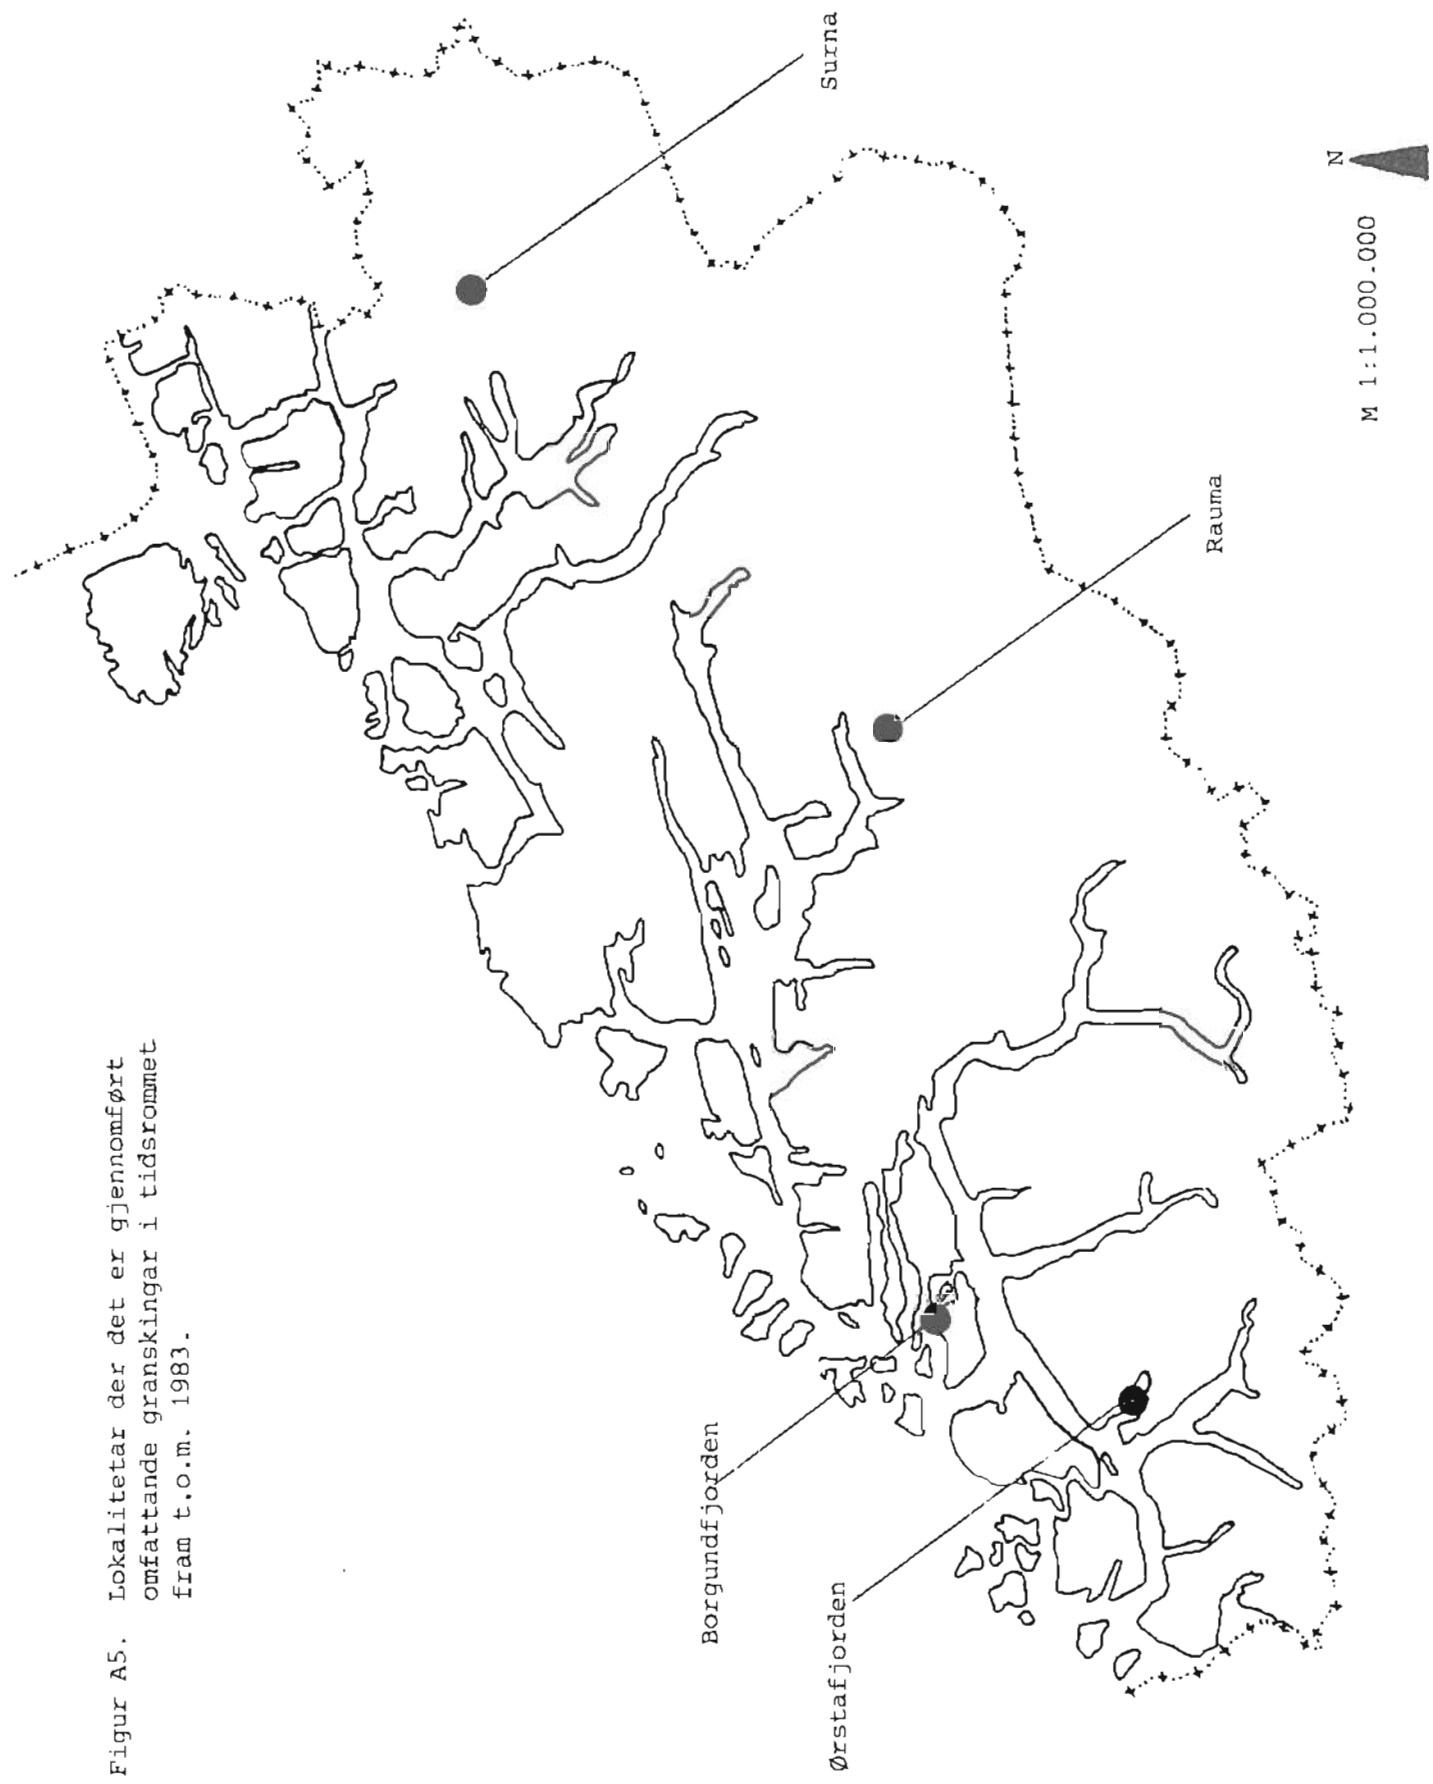 Figur A5. Lokalitetar der det er gjennomført
omfattande granskingar i tidsrommet
fram t.o.m. 1983.
Borgundfjorden
Ørstafjorden
Surna
Rauma
N
M 1:1.000.000